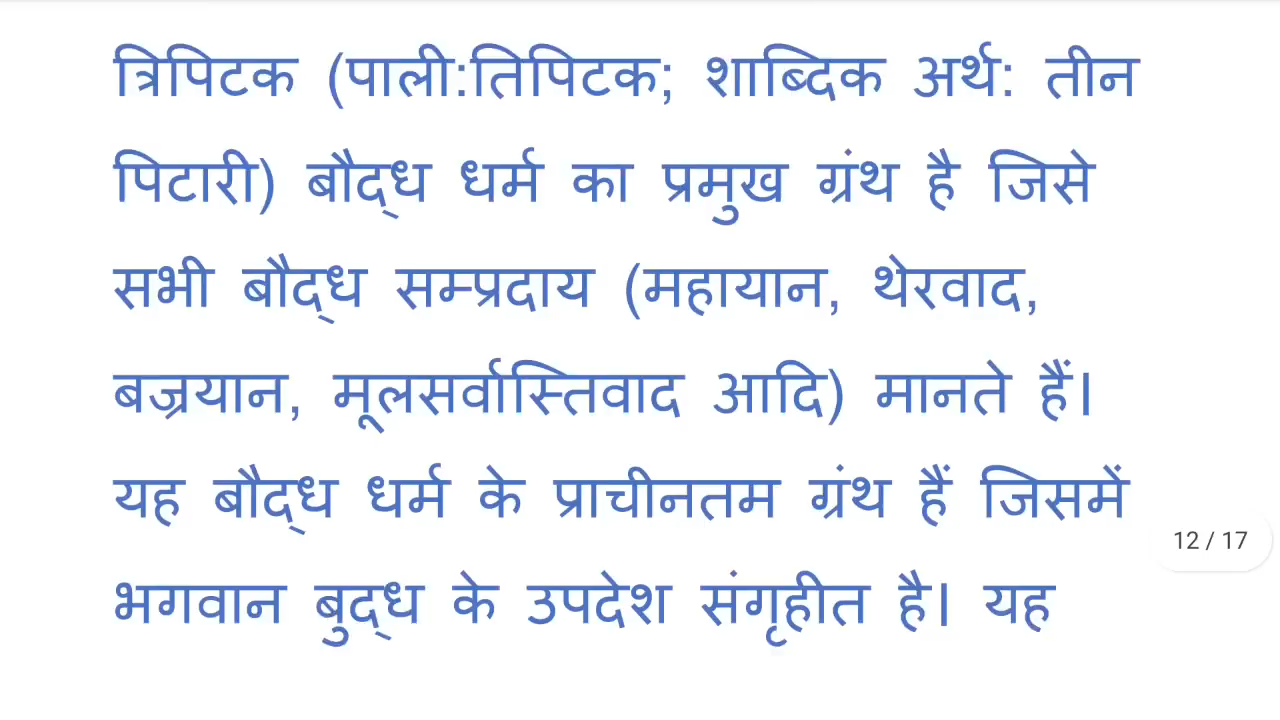 त्रिपिटक (पाली:तिपिटक; शाब्दिक अर्थ: तीन
पिटारी) बौद्ध धर्म का प्रमुख ग्रंथ है जिसे
सभी बौद्ध सम्प्रदाय (महायान, थेरवाद,
बज्रयान, मूलसर्वास्तिवाद आदि) मानते हैं।
यह बौद्ध धर्म के प्राचीनतम ग्रंथ हैं जिसमें
12 / 17
भगवान बुद्ध के उपदेश संगृहीत है। यह